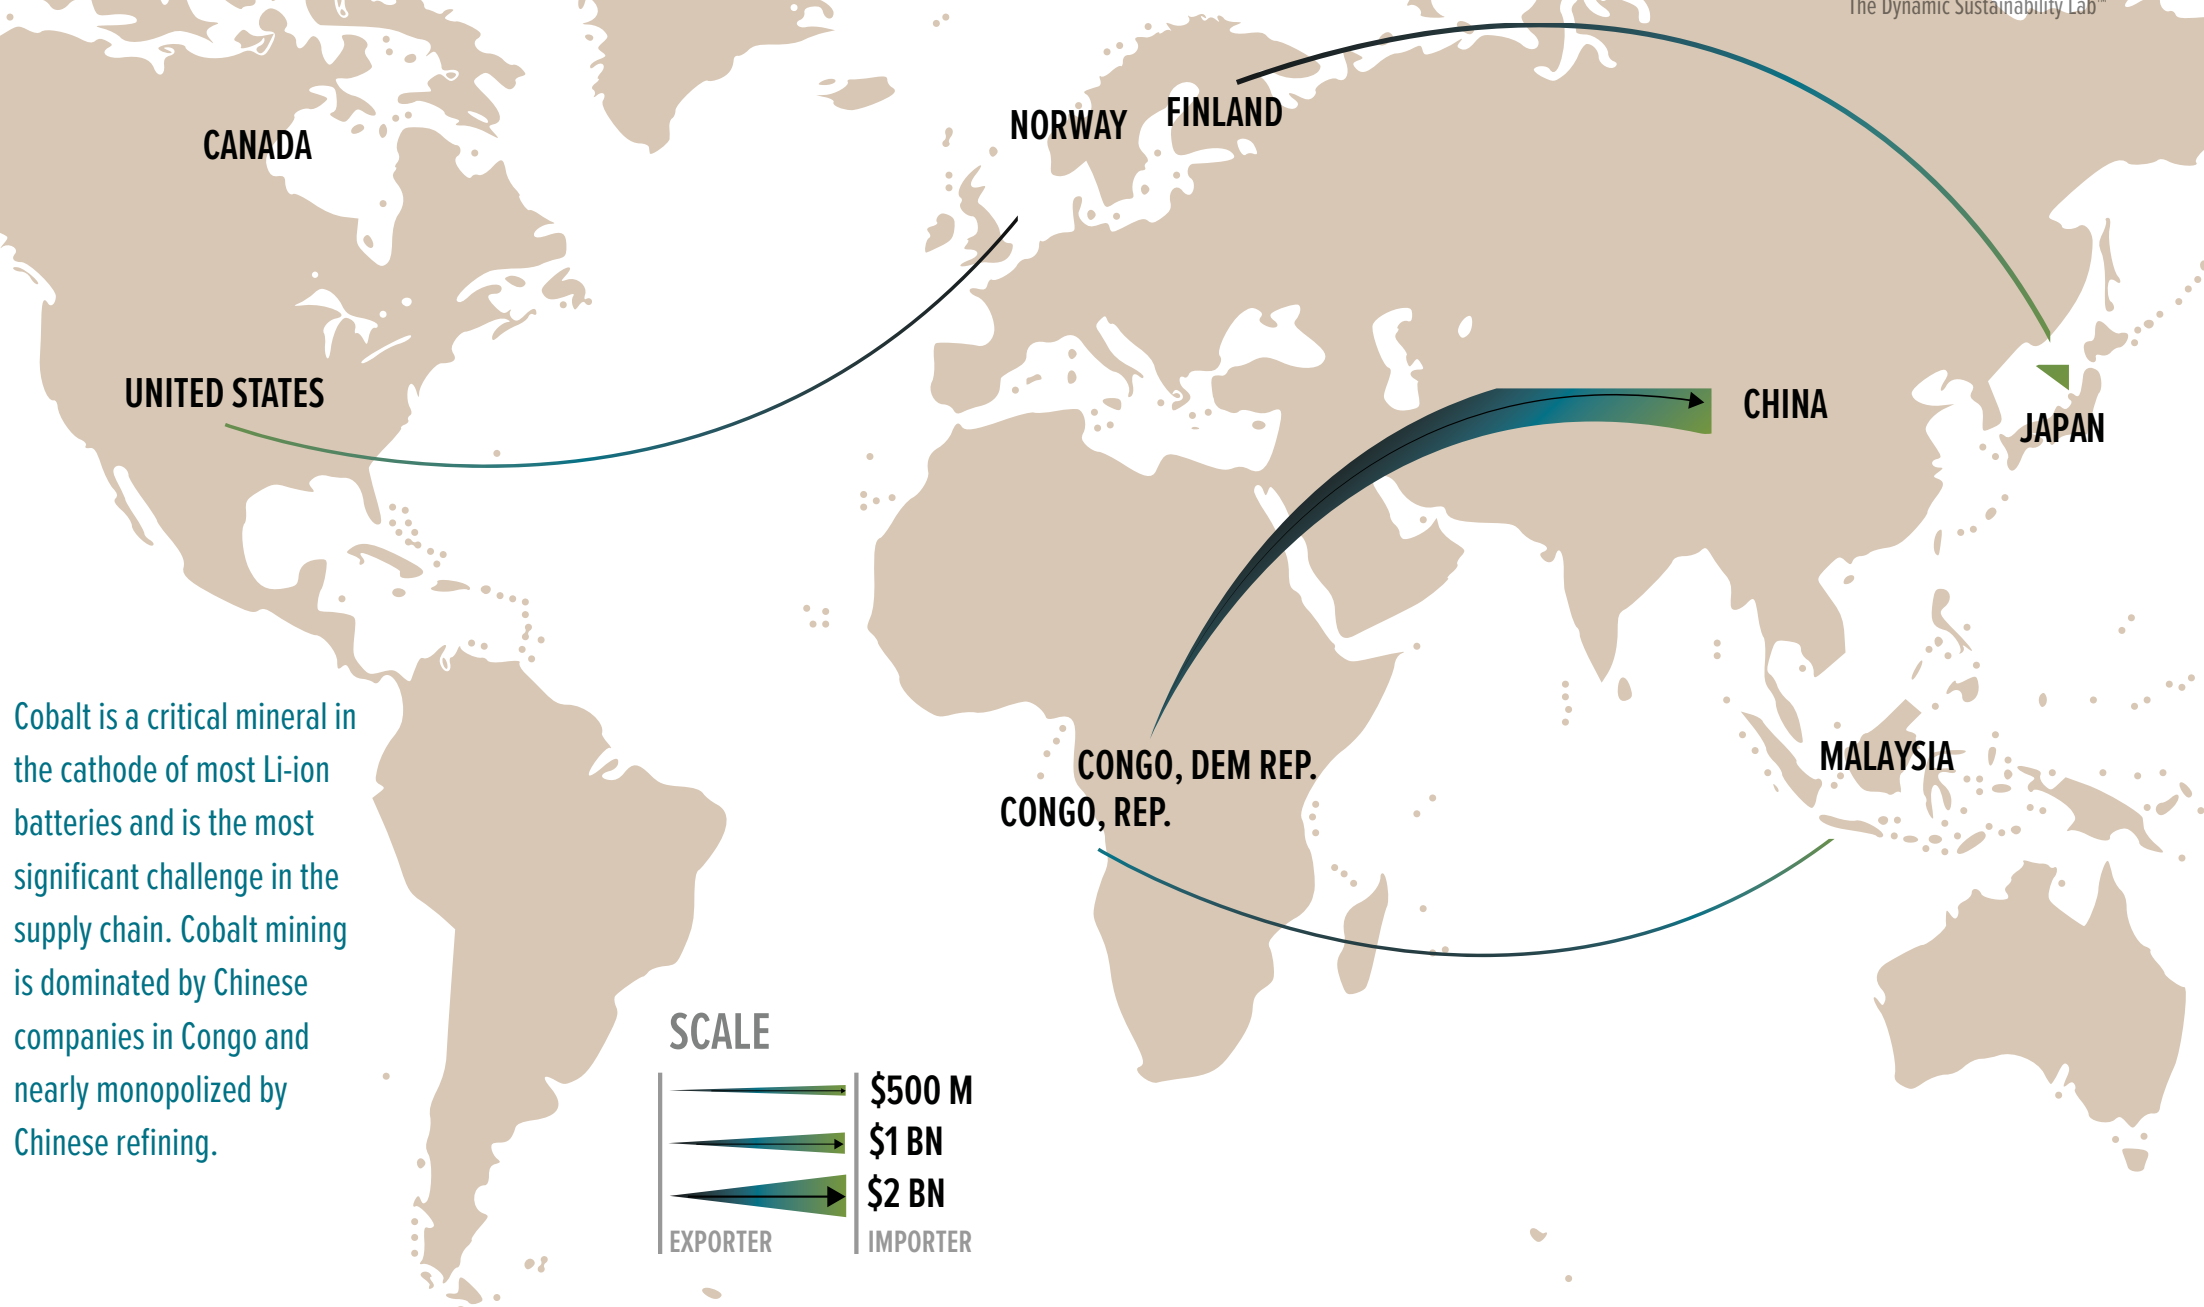 The Dynamic Sustainability Lab™
CANADA
NORWAY
FINLAND
UNITED STATES
CHINA
JAPAN
CONGO, DEM REP.
CONGO, REP.
MALAYSIA
Cobalt is a critical mineral in
the cathode of most Li-ion
batteries and is the most
significant challenge in the
supply chain. Cobalt mining
is dominated by Chinese
companies in Congo and
nearly monopolized by
Chinese refining.
SCALE
$500 M
$1 BN
$2 BN
EXPORTER
IMPORTER